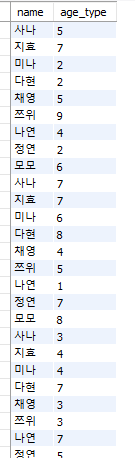 name age_type
사나 5
지효 7
미나 2
다현 2
채영 5
쯔위 9
나연 4
정연 2
모모 6
사나 7
지효 7
미나 6
다현 8
채영 4
쯔위 5
나연 1
정연 7
모모 8
사나 3
지효 4
미나 4
다현 7
채영 3
쯔위 3
나연 7
정연 5